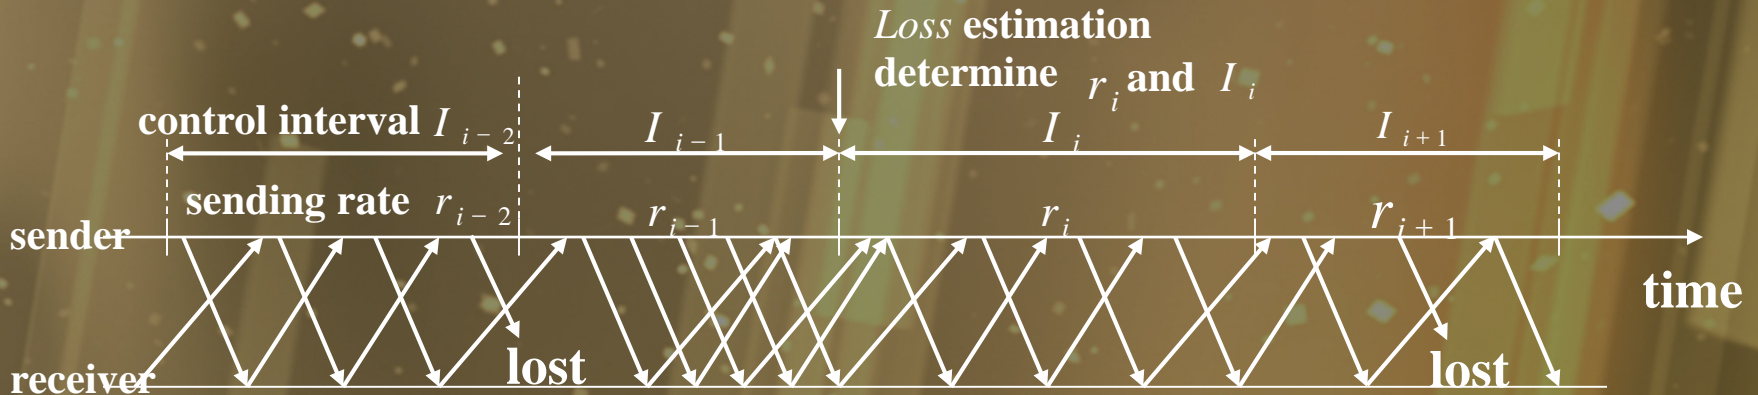 Loss estimation
determine r_i and I_i
control interval I_{i-2} I_{i-1} I_i I_{i+1}
sending rate r_{i-2} r_{i-1} r_i r_{i+1}
sender
time
lost lost
receiver